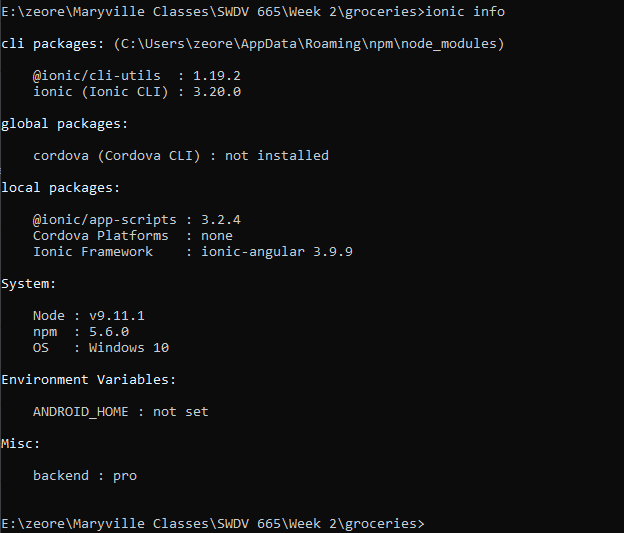 E:\zeore\Maryville Classes\SWDV 665\Week 2\groceries>ionic info
cli packages: (C:\Users\zeore\AppData\Roaming\npm\node_modules)
@ionic/cli-utils  : 1.19.2
ionic (Ionic CLI) : 3.20.0
global packages:
cordova (Cordova CLI) : not installed
local packages:
@ionic/app-scripts : 3.2.4
Cordova Platforms  : none
Ionic Framework    : ionic-angular 3.9.9
System:
Node : v9.11.1
npm  : 5.6.0
OS   : Windows 10
Environment Variables:
ANDROID_HOME : not set
Misc:
backend : pro
E:\zeore\Maryville Classes\SWDV 665\Week 2\groceries>